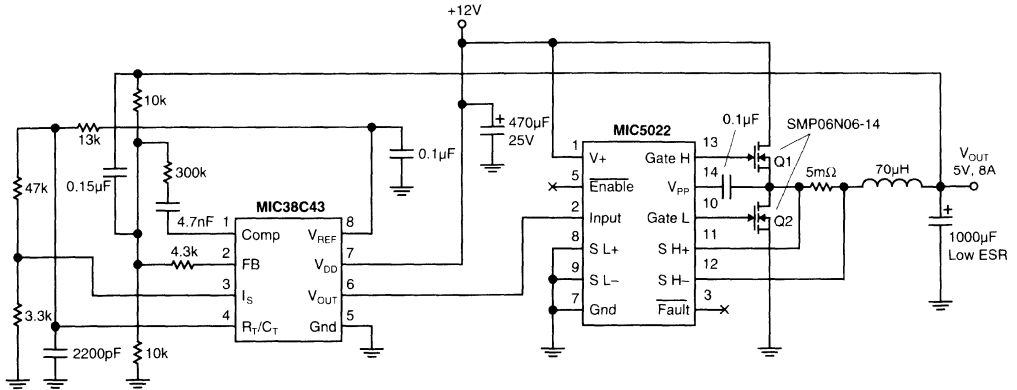 +12V
10k
13k
470µF
25V
0.1µF
0.1µF
MIC5022
SMP06N06-14
47k
0.15µF
300k
4.7nF
MIC38C43
1 Comp
2 FB
3 IS
4 RT/CT
VREF 8
VDD 7
VOUT 6
Gnd 5
4.3k
3.3k
2200pF
10k
1 V+
5 Enable
2 Input
8 S L+
9 S L–
7 Gnd
Gate H 13
VPP 14
Gate L 10
S H+ 11
S H– 12
Fault 3
Q1
Q2
5mΩ
70µH
VOUT
5V, 8A
1000µF
Low ESR